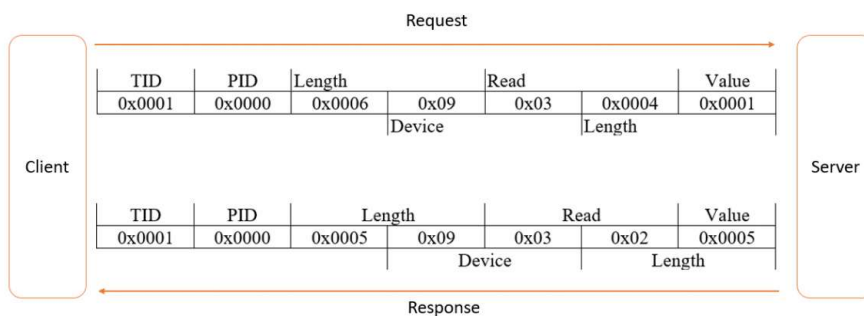 Request
TID PID Length Read Value
0x0001 0x0000 0x0006 0x09 0x03 0x0004 0x0001
Device Length
Client
Server
TID PID Length Read Value
0x0001 0x0000 0x0005 0x09 0x03 0x02 0x0005
Device Length
Response